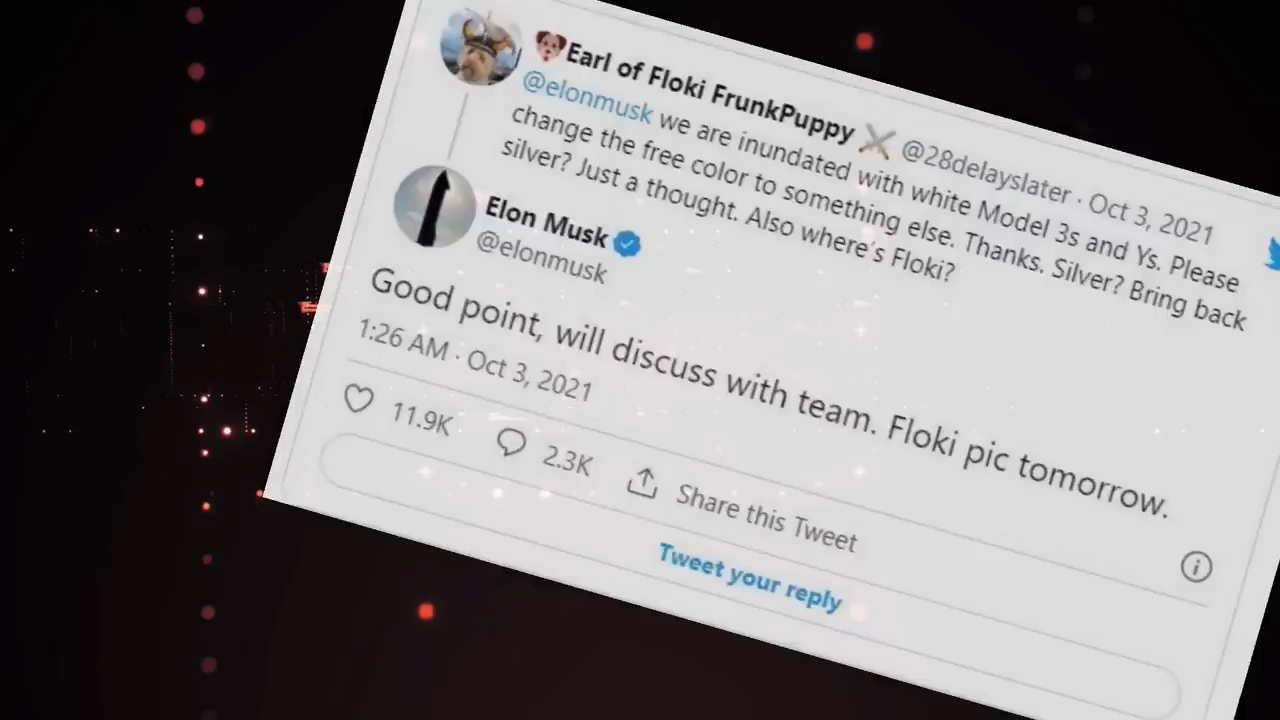 Earl of Floki FrunkPuppy @28delayslater · Oct 3, 2021
@elonmusk we are inundated with white Model 3s and Ys. Please
change the free color to something else. Thanks. Silver? Bring back
silver? Just a thought. Also where's Floki?
Elon Musk
@elonmusk
Good point, will discuss with team. Floki pic tomorrow.
1:26 AM · Oct 3, 2021
11.9K 2.3K Share this Tweet
Tweet your reply